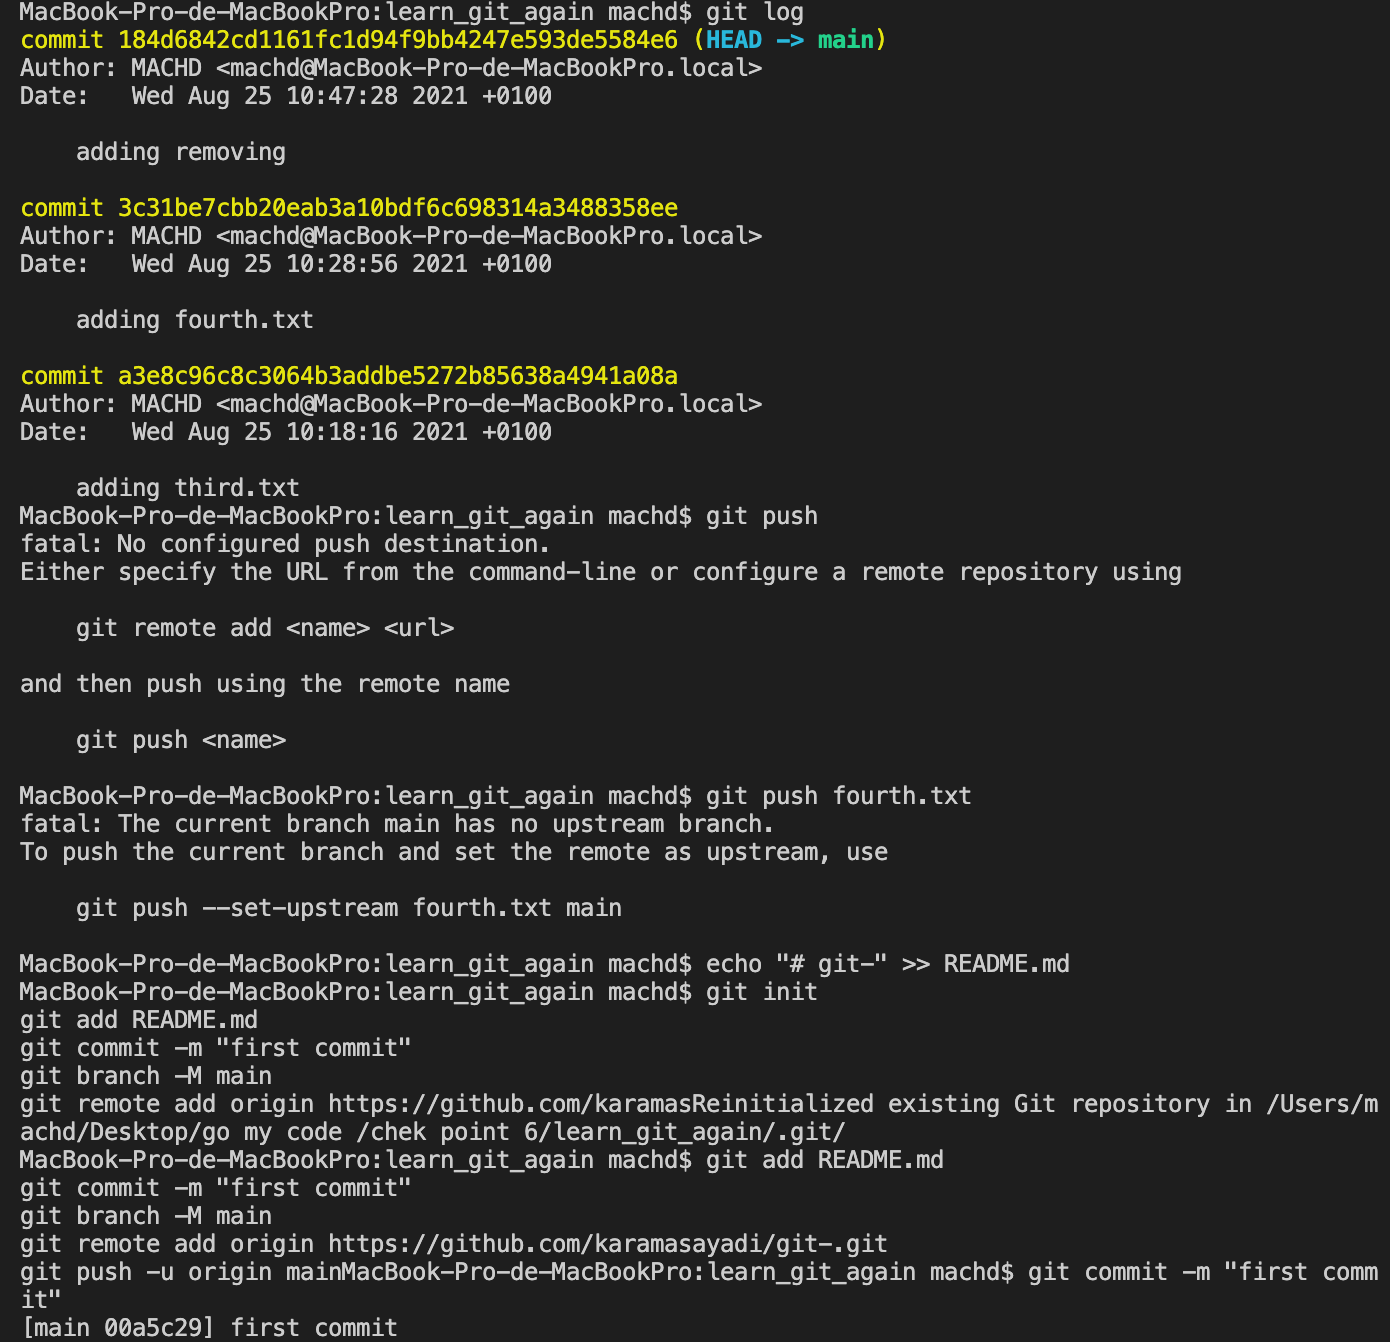 MacBook-Pro-de-MacBookPro:learn_git_again machd$ git log
commit 184d6842cd1161fc1d94f9bb4247e593de5584e6 (HEAD -> main)
Author: MACHD <machd@MacBook-Pro-de-MacBookPro.local>
Date:   Wed Aug 25 10:47:28 2021 +0100
    adding removing
commit 3c31be7cbb20eab3a10bdf6c698314a3488358ee
Author: MACHD <machd@MacBook-Pro-de-MacBookPro.local>
Date:   Wed Aug 25 10:28:56 2021 +0100
    adding fourth.txt
commit a3e8c96c8c3064b3addbe5272b85638a4941a08a
Author: MACHD <machd@MacBook-Pro-de-MacBookPro.local>
Date:   Wed Aug 25 10:18:16 2021 +0100
    adding third.txt
MacBook-Pro-de-MacBookPro:learn_git_again machd$ git push
fatal: No configured push destination.
Either specify the URL from the command-line or configure a remote repository using
    git remote add <name> <url>
and then push using the remote name
    git push <name>
MacBook-Pro-de-MacBookPro:learn_git_again machd$ git push fourth.txt
fatal: The current branch main has no upstream branch.
To push the current branch and set the remote as upstream, use
    git push --set-upstream fourth.txt main
MacBook-Pro-de-MacBookPro:learn_git_again machd$ echo "# git-" >> README.md
MacBook-Pro-de-MacBookPro:learn_git_again machd$ git init
git add README.md
git commit -m "first commit"
git branch -M main
git remote add origin https://github.com/karamasReinitialized existing Git repository in /Users/m
achd/Desktop/go my code /chek point 6/learn_git_again/.git/
MacBook-Pro-de-MacBookPro:learn_git_again machd$ git add README.md
git commit -m "first commit"
git branch -M main
git remote add origin https://github.com/karamasayadi/git-.git
git push -u origin mainMacBook-Pro-de-MacBookPro:learn_git_again machd$ git commit -m "first comm
it"
[main 00a5c29] first commit